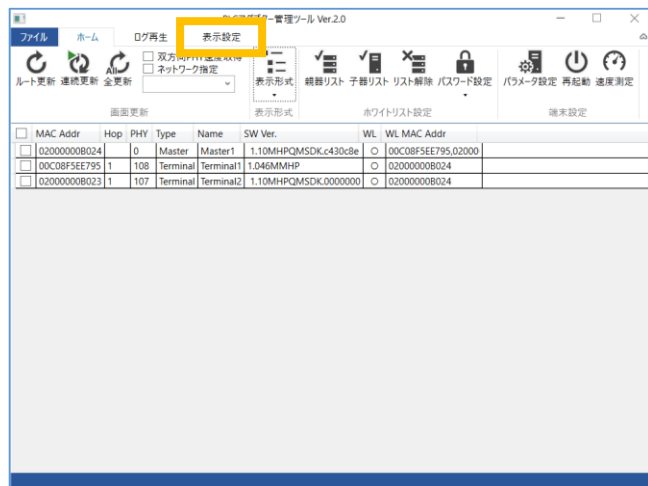 PLCアダプター管理ツール Ver.2.0
ファイル ホーム ログ再生 表示設定
双方向PHY速度取得
ネットワーク指定
ルート更新 連続更新 全更新 表示形式 親器リスト 子器リスト リスト解除 パスワード設定 パラメータ設定 再起動 速度測定
画面更新 表示形式 ホワイトリスト設定 端末設定
MAC Addr Hop PHY Type Name SW Ver. WL WL MAC Addr
02000000B024 0 Master Master1 1.10MHPQMSDK.c430c8e ○ 00C08F5EE795,02000
00C08F5EE795 1 108 Terminal Terminal1 1.046MMHP ○ 02000000B024
02000000B023 1 107 Terminal Terminal2 1.10MHPQMSDK.0000000 ○ 02000000B024